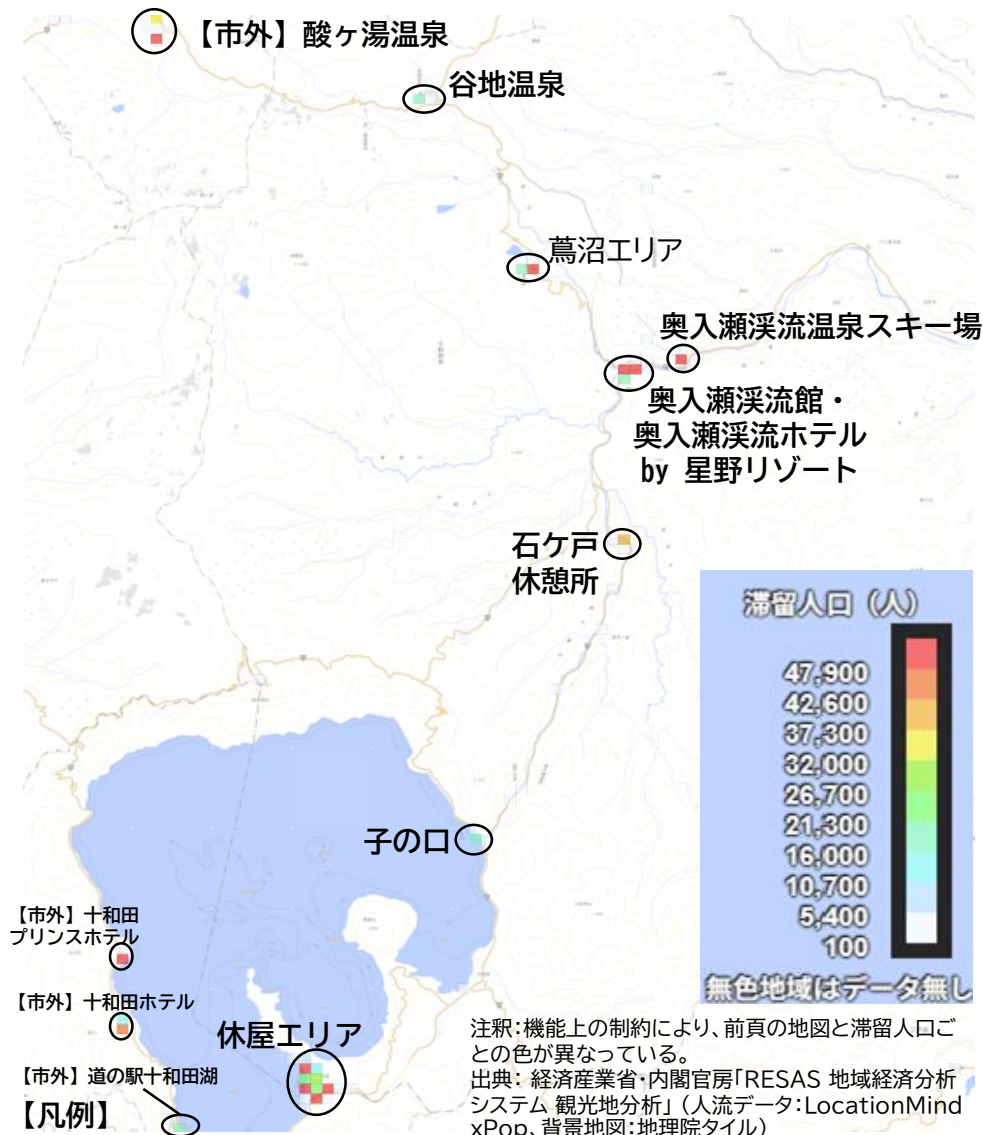 【市外】酸ヶ湯温泉
谷地温泉
蔦沼エリア
奥入瀬渓流温泉スキー場
奥入瀬渓流館・
奥入瀬渓流ホテル
by 星野リゾート
石ケ戸
休憩所
滞留人口（人）
47,900
42,600
37,300
32,000
26,700
21,300
16,000
10,700
5,400
100
無色地域はデータ無し
子の口
【市外】十和田
プリンスホテル
【市外】十和田ホテル
休屋エリア
【市外】道の駅十和田湖
【凡例】
注釈：機能上の制約により、前頁の地図と滞留人口ご
との色が異なっている。
出典： 経済産業省・内閣官房「RESAS 地域経済分析
システム 観光地分析」（人流データ：LocationMind
xPop、背景地図：地理院タイル）